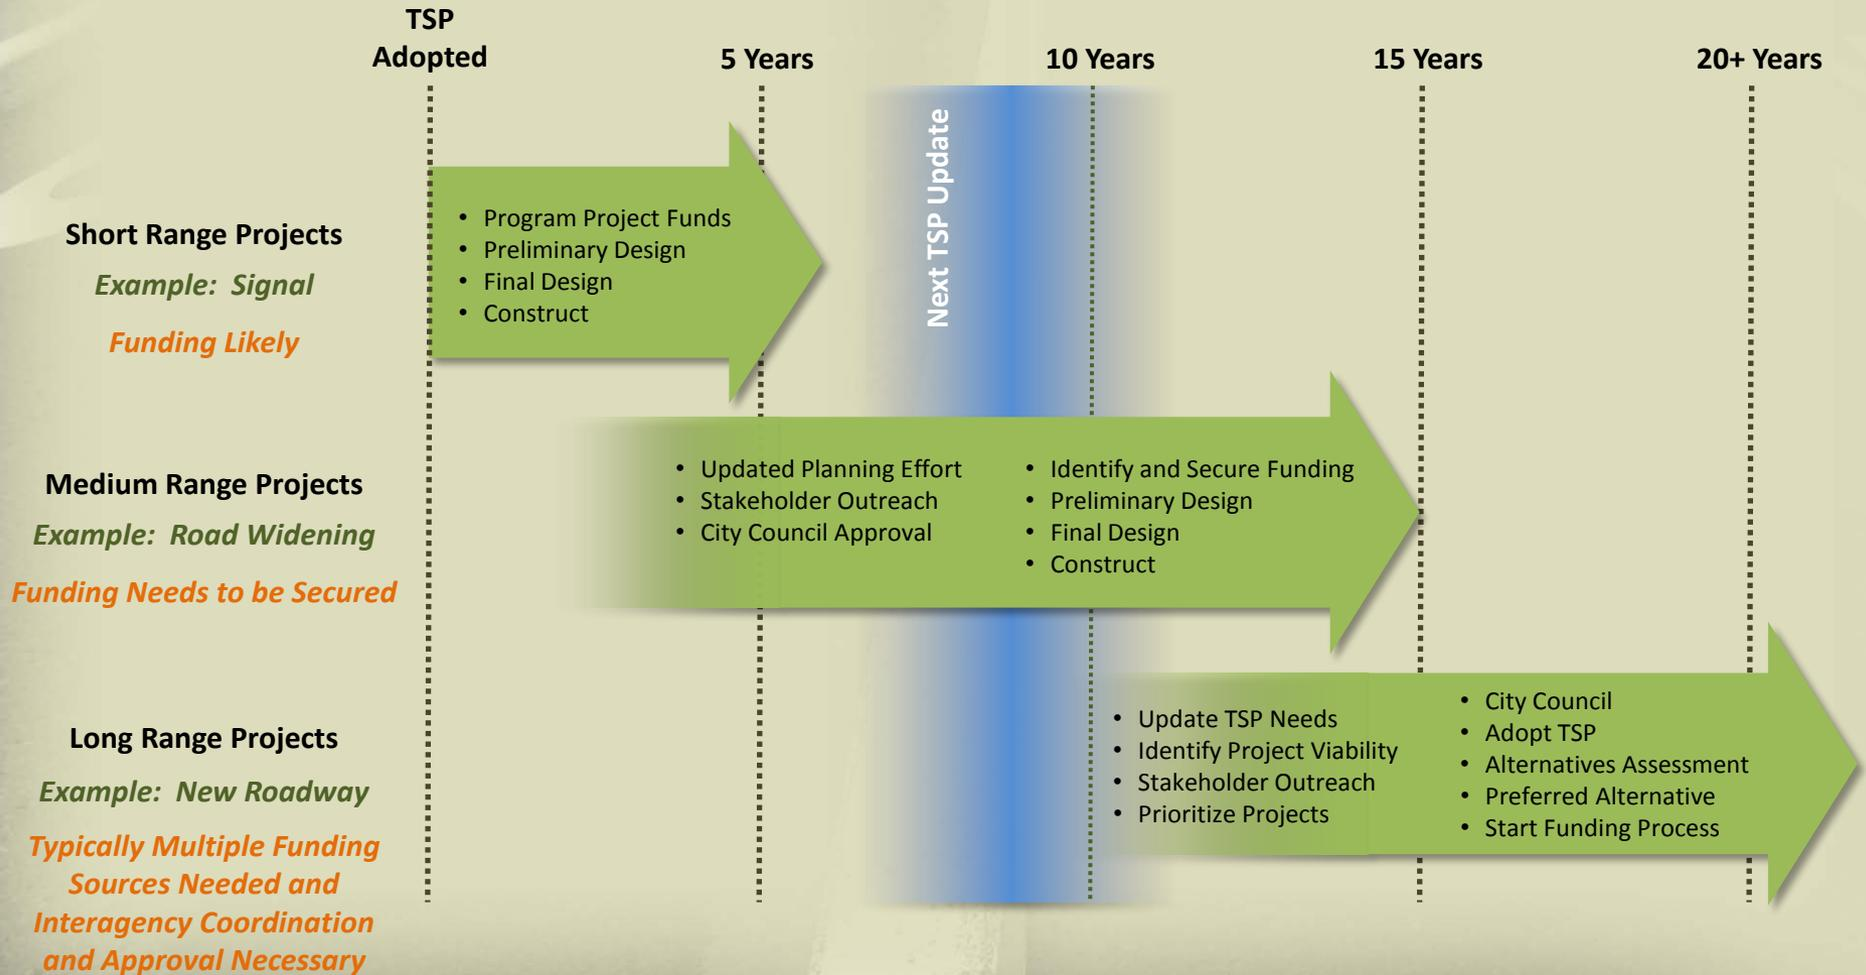 TSP
Adopted
5 Years
10 Years
15 Years
20+ Years
Next TSP Update
Short Range Projects
Example:  Signal
Funding Likely
• Program Project Funds
• Preliminary Design
• Final Design
• Construct
Medium Range Projects
Example:  Road Widening
Funding Needs to be Secured
• Updated Planning Effort
• Stakeholder Outreach
• City Council Approval
• Identify and Secure Funding
• Preliminary Design
• Final Design
• Construct
Long Range Projects
Example:  New Roadway
Typically Multiple Funding
Sources Needed and
Interagency Coordination
and Approval Necessary
• Update TSP Needs
• Identify Project Viability
• Stakeholder Outreach
• Prioritize Projects
• City Council
• Adopt TSP
• Alternatives Assessment
• Preferred Alternative
• Start Funding Process